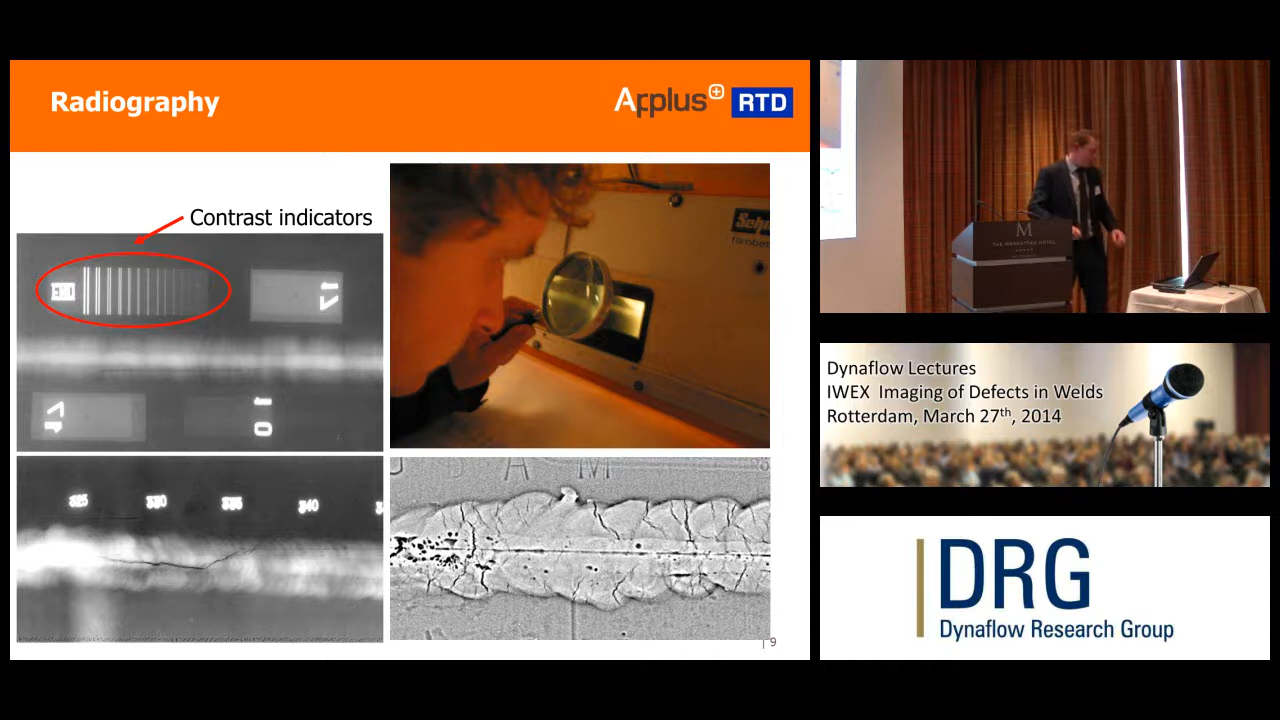 Radiography
Applus+ RTD
Contrast indicators
325 330 335 340
| 9
M
THE MANHATTAN HOTEL
Dynaflow Lectures
IWEX Imaging of Defects in Welds
Rotterdam, March 27th, 2014
DRG
Dynaflow Research Group